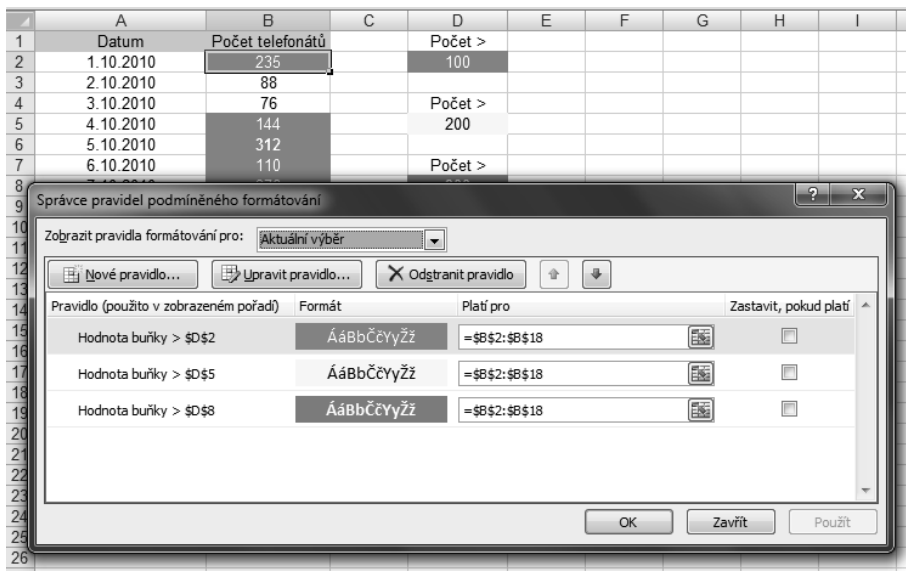 A B C D E F G H I
1 Datum Počet telefonátů Počet >
2 1.10.2010 235 100
3 2.10.2010 88
4 3.10.2010 76 Počet >
5 4.10.2010 144 200
6 5.10.2010 312
7 6.10.2010 110 Počet >
8
9 Správce pravidel podmíněného formátování
10 Zobrazit pravidla formátování pro: Aktuální výběr
11
12 Nové pravidlo... Upravit pravidlo... Odstranit pravidlo
13
14 Pravidlo (použito v zobrazeném pořadí) Formát Platí pro Zastavit, pokud platí
15 Hodnota buňky > $D$2 ÁáBbČčYyŽž =$B$2:$B$18
16
17 Hodnota buňky > $D$5 ÁáBbČčYyŽž =$B$2:$B$18
18
19 Hodnota buňky > $D$8 ÁáBbČčYyŽž =$B$2:$B$18
20
21
22
23
24 OK Zavřít Použít
25
26